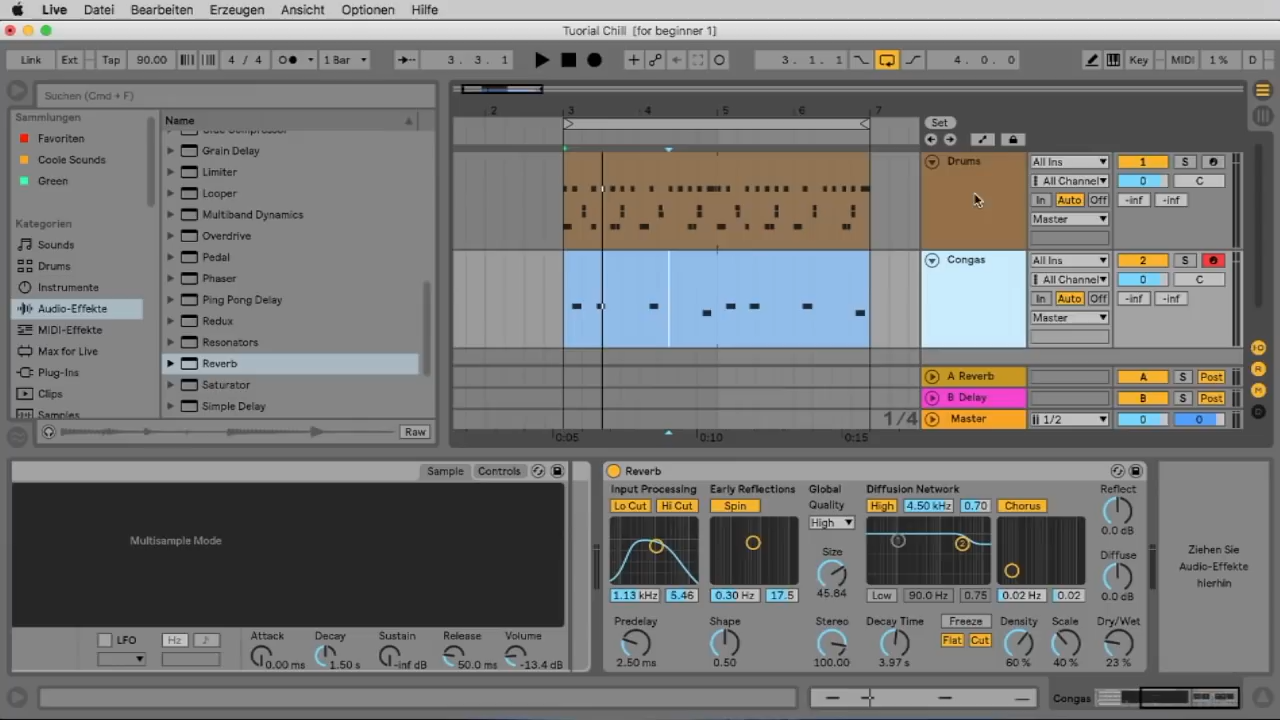 Live Datei Bearbeiten Erzeugen Ansicht Optionen Hilfe
Tuorial Chill [for beginner 1]
Link Ext Tap 90.00 4 / 4 1 Bar 3. 3. 1 3. 1. 1 4. 0. 0 Key MIDI 1 % D
Suchen (Cmd + F)
Sammlungen
Favoriten
Coole Sounds
Green
Kategorien
Sounds
Drums
Instrumente
Audio-Effekte
MIDI-Effekte
Max for Live
Plug-Ins
Clips
Samples
Name
Glue Compressor
Grain Delay
Limiter
Looper
Multiband Dynamics
Overdrive
Pedal
Phaser
Ping Pong Delay
Redux
Resonators
Reverb
Saturator
Simple Delay
Raw
2 3 4 5 6 7
Set
Drums All Ins 1 S
All Channel 0 C
In Auto Off -inf -inf
Master
Congas All Ins 2 S
All Channel 0 C
In Auto Off -inf -inf
Master
A Reverb A S Post
B Delay B S Post
1/4 Master 1/2 0 0
0:05 0:10 0:15
Sample Controls
Multisample Mode
LFO Hz
Attack Decay Sustain Release Volume
0.00 ms 1.50 s -inf dB 50.0 ms -13.4 dB
Reverb
Input Processing Early Reflections Global Diffusion Network Reflect
Lo Cut Hi Cut Spin Quality High 4.50 kHz 0.70 Chorus
High
0.0 dB
Size Diffuse
45.84
1.13 kHz 5.46 0.30 Hz 17.5 Low 90.0 Hz 0.75 0.02 Hz 0.02 0.0 dB
Predelay Shape Stereo Decay Time Freeze Density Scale Dry/Wet
Flat Cut
2.50 ms 0.50 100.00 3.97 s 60 % 40 % 23 %
Ziehen Sie
Audio-Effekte
hierhin
Congas